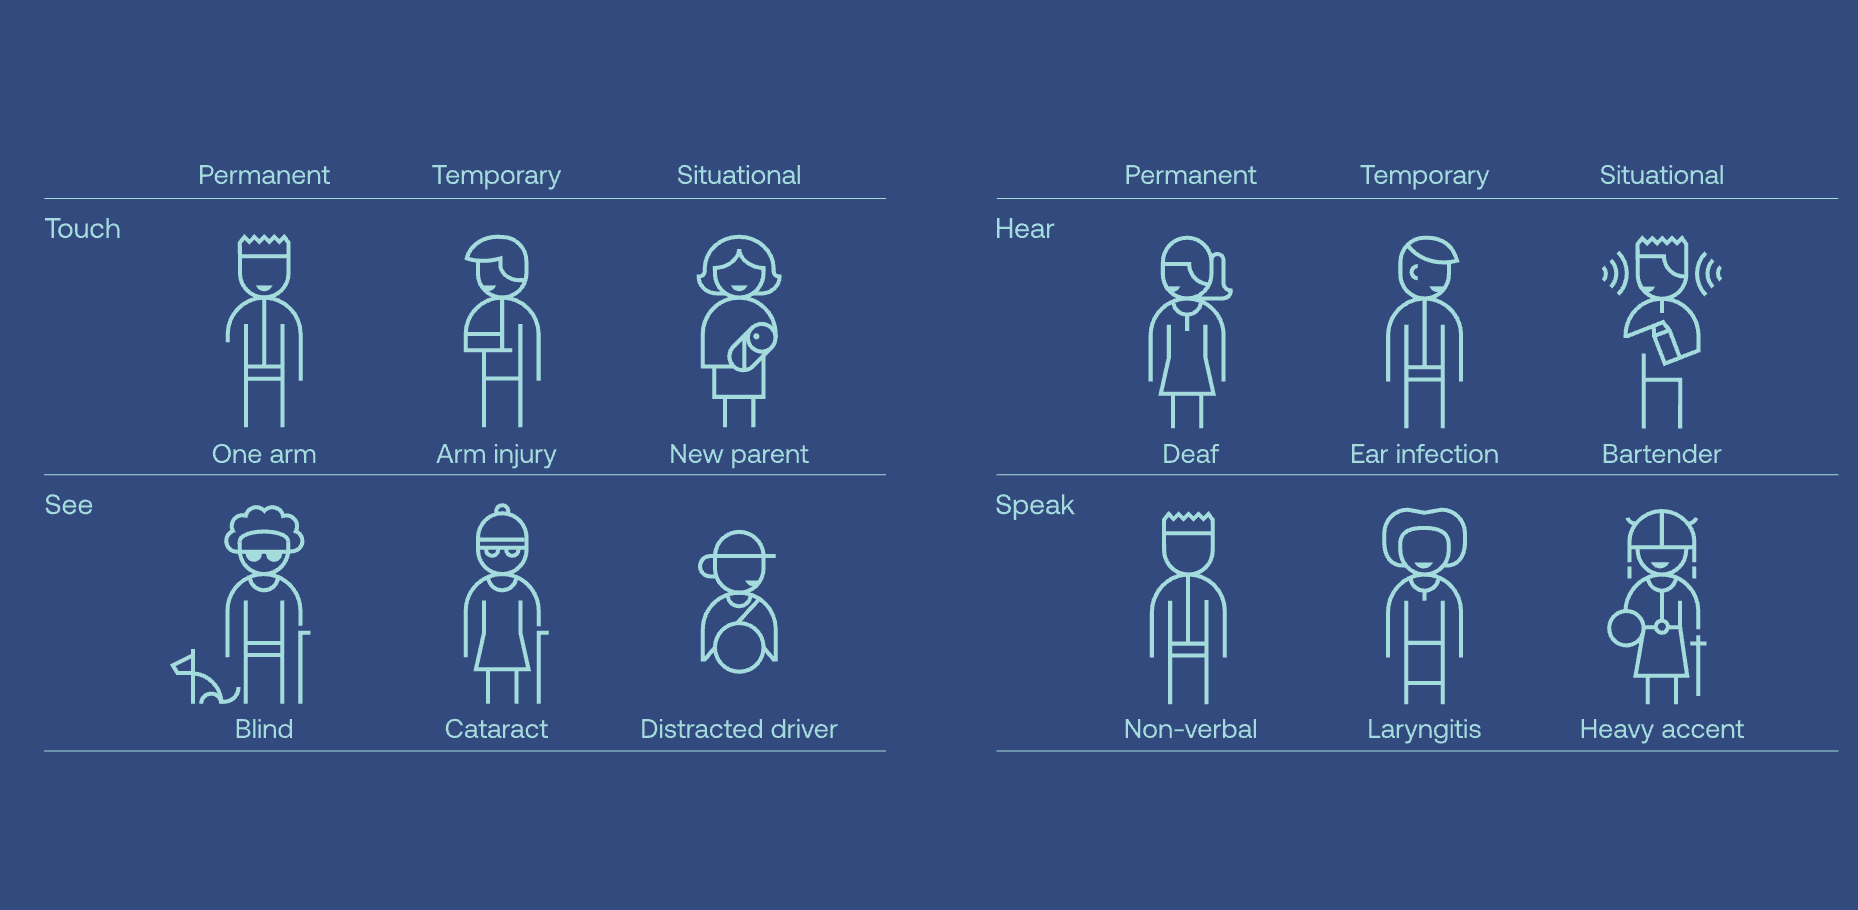 Permanent Temporary Situational
Touch
One arm Arm injury New parent
See
Blind Cataract Distracted driver
Permanent Temporary Situational
Hear
Deaf Ear infection Bartender
Speak
Non-verbal Laryngitis Heavy accent